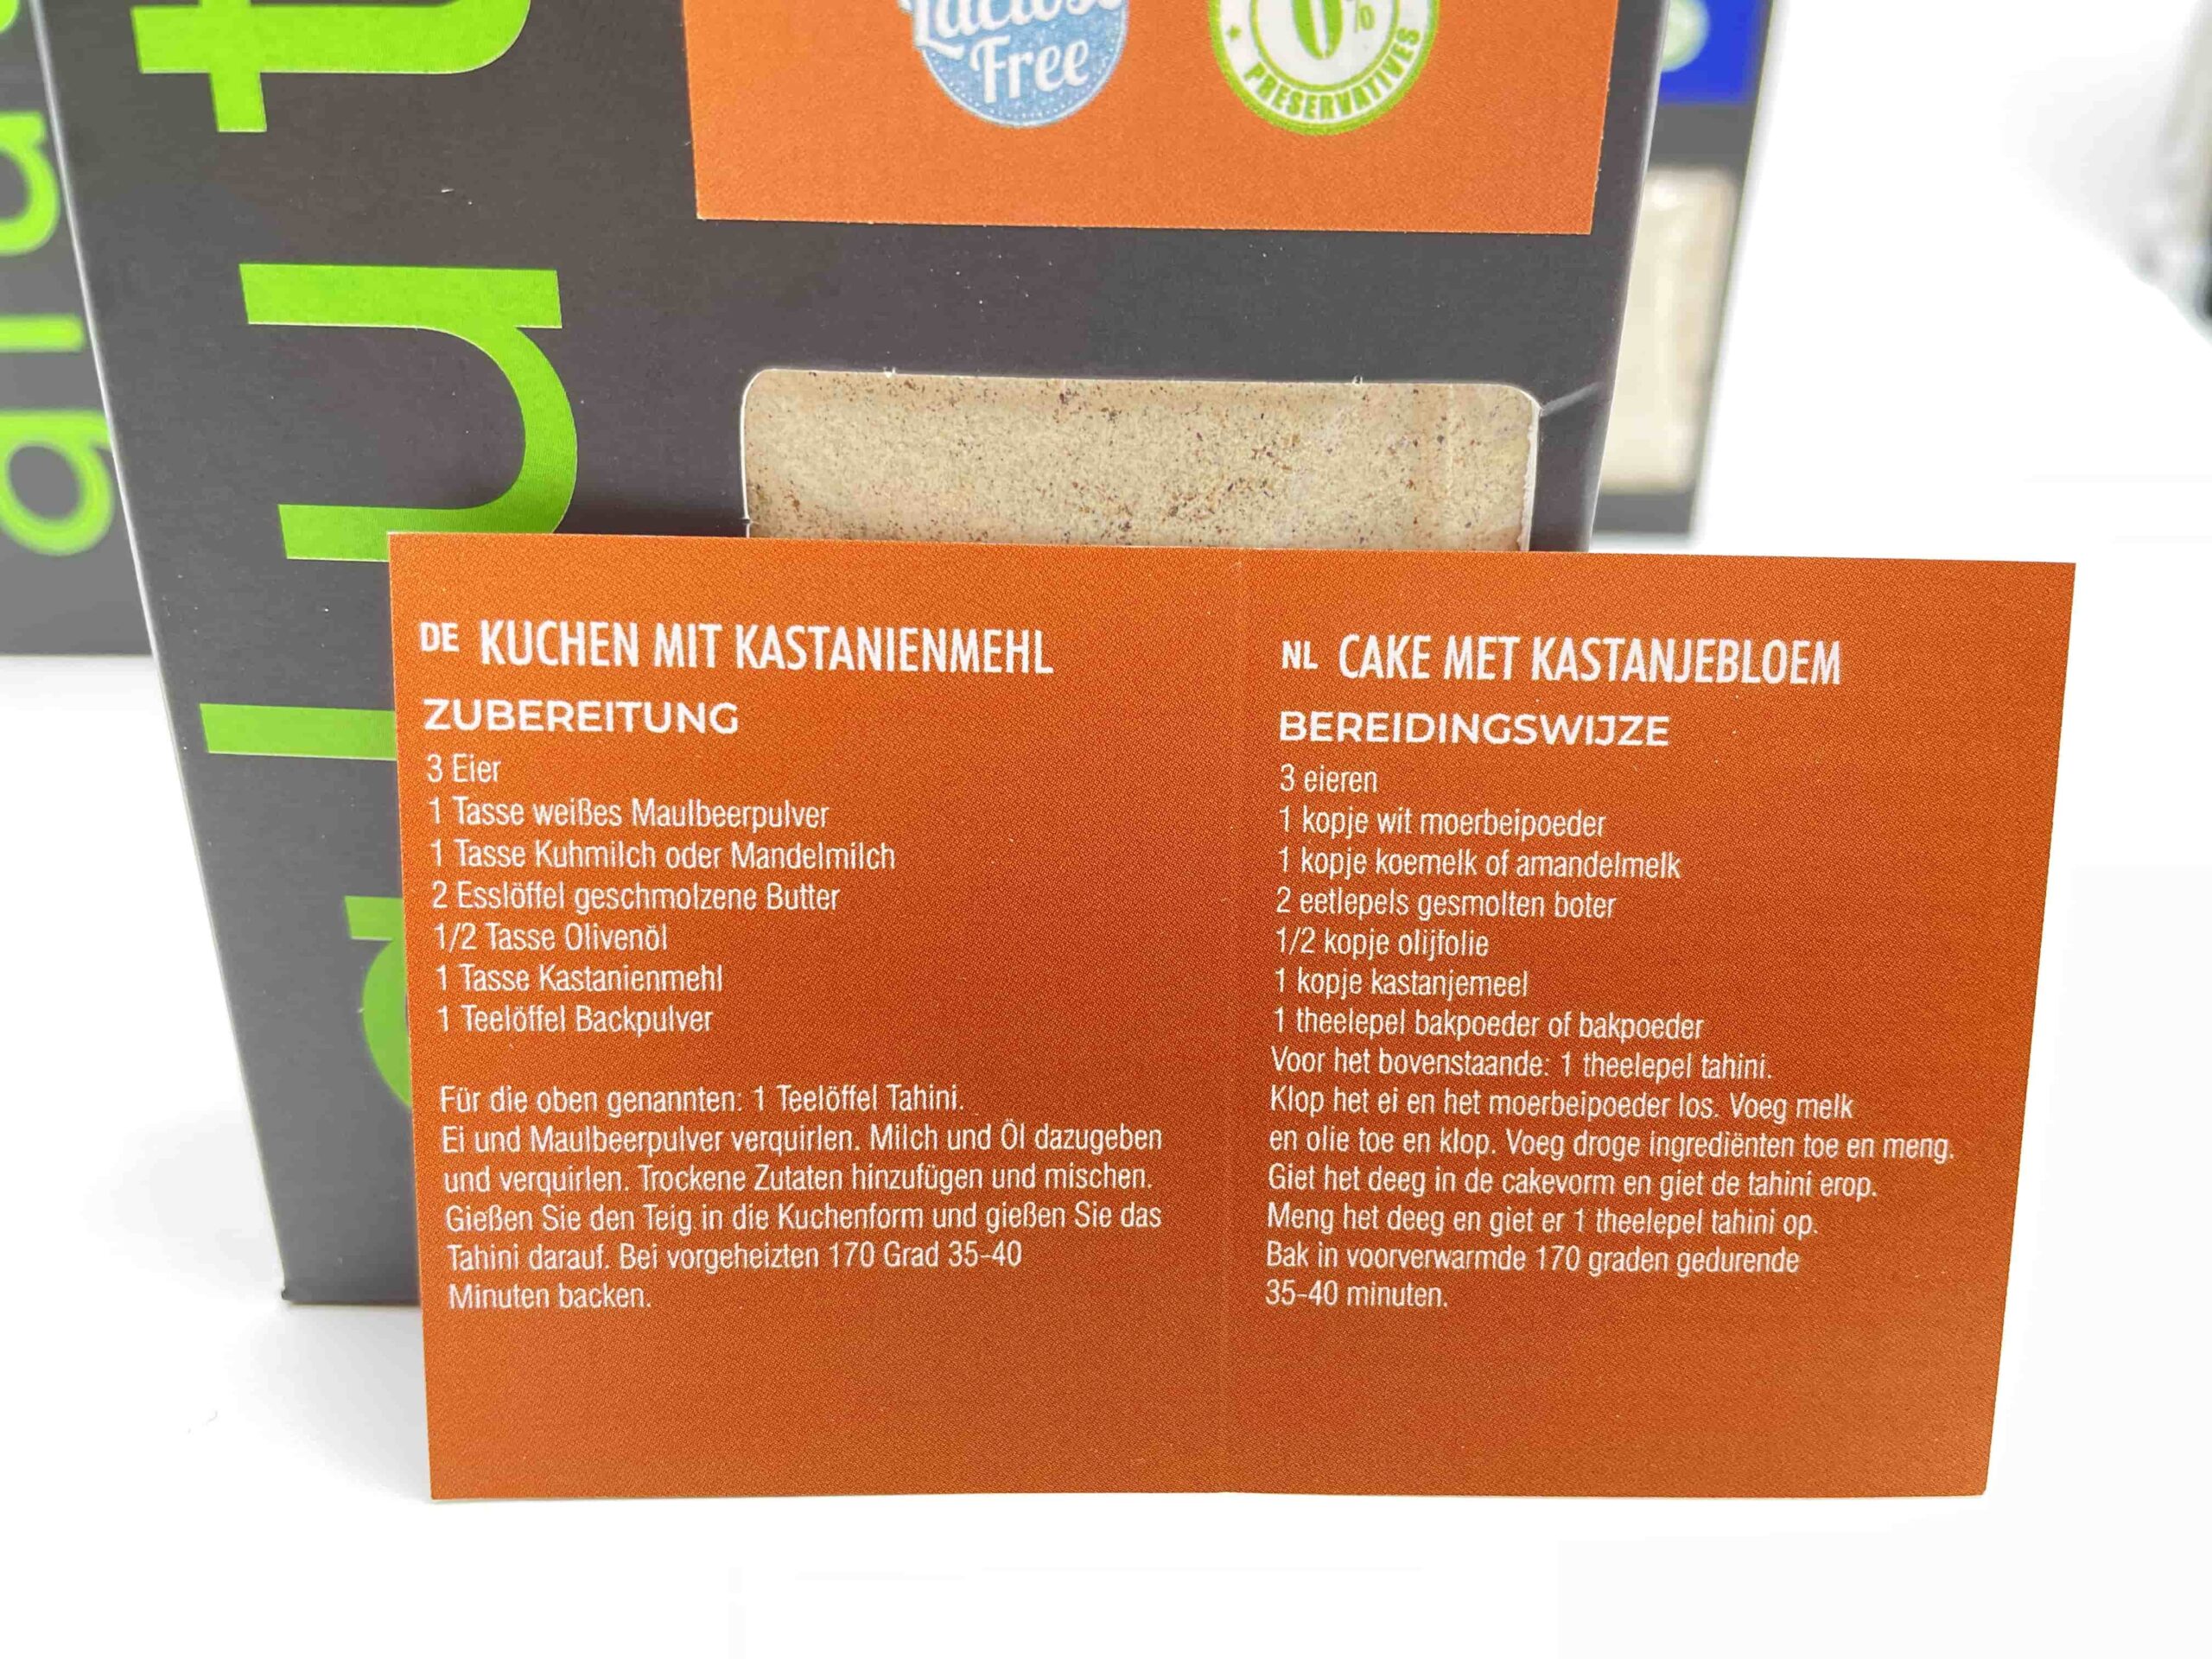 Lactose
Free
0%
PRESERVATIVES
glut
DE KUCHEN MIT KASTANIENMEHL
ZUBEREITUNG
3 Eier
1 Tasse weißes Maulbeerpulver
1 Tasse Kuhmilch oder Mandelmilch
2 Esslöffel geschmolzene Butter
1/2 Tasse Olivenöl
1 Tasse Kastanienmehl
1 Teelöffel Backpulver
Für die oben genannten: 1 Teelöffel Tahini.
Ei und Maulbeerpulver verquirlen. Milch und Öl dazugeben
und verquirlen. Trockene Zutaten hinzufügen und mischen.
Gießen Sie den Teig in die Kuchenform und gießen Sie das
Tahini darauf. Bei vorgeheizten 170 Grad 35-40
Minuten backen.
NL CAKE MET KASTANJEBLOEM
BEREIDINGSWIJZE
3 eieren
1 kopje wit moerbeipoeder
1 kopje koemelk of amandelmelk
2 eetlepels gesmolten boter
1/2 kopje olijfolie
1 kopje kastanjemeel
1 theelepel bakpoeder of bakpoeder
Voor het bovenstaande: 1 theelepel tahini.
Klop het ei en het moerbeipoeder los. Voeg melk
en olie toe en klop. Voeg droge ingrediënten toe en meng.
Giet het deeg in de cakevorm en giet de tahini erop.
Meng het deeg en giet er 1 theelepel tahini op.
Bak in voorverwarmde 170 graden gedurende
35-40 minuten.